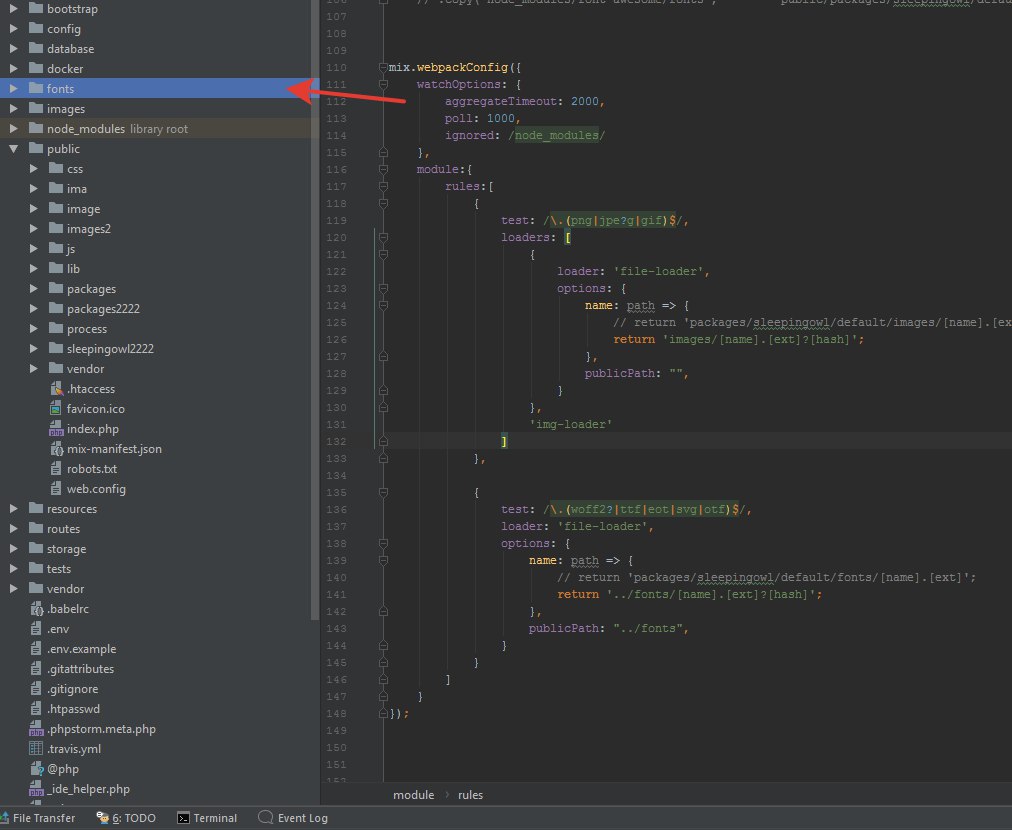 bootstrap
config
database
docker
fonts
images
node_modules library root
public
css
ima
image
images2
js
lib
packages
packages2222
process
sleepingowl2222
vendor
.htaccess
favicon.ico
index.php
mix-manifest.json
robots.txt
web.config
resources
routes
storage
tests
vendor
.babelrc
.env
.env.example
.gitattributes
.gitignore
.htpasswd
.phpstorm.meta.php
.travis.yml
@php
_ide_helper.php
107
108
109
110 mix.webpackConfig({
111 watchOptions: {
112 aggregateTimeout: 2000,
113 poll: 1000,
114 ignored: /node_modules/
115 },
116 module:{
117 rules:[
118 {
119 test: /\.(png|jpe?g|gif)$/,
120 loaders: [
121 {
122 loader: 'file-loader',
123 options: {
124 name: path => {
125 // return 'packages/sleepingowl/default/images/[name].[ex
126 return 'images/[name].[ext]?[hash]';
127 },
128 publicPath: "",
129 }
130 },
131 'img-loader'
132 ]
133 },
134
135 {
136 test: /\.(woff2?|ttf|eot|svg|otf)$/,
137 loader: 'file-loader',
138 options: {
139 name: path => {
140 // return 'packages/sleepingowl/default/fonts/[name].[ext]';
141 return '../fonts/[name].[ext]?[hash]';
142 },
143 publicPath: "../fonts",
144 }
145 }
146 ]
147 }
148 });
149
150
151
module › rules
File Transfer 6: TODO Terminal Event Log